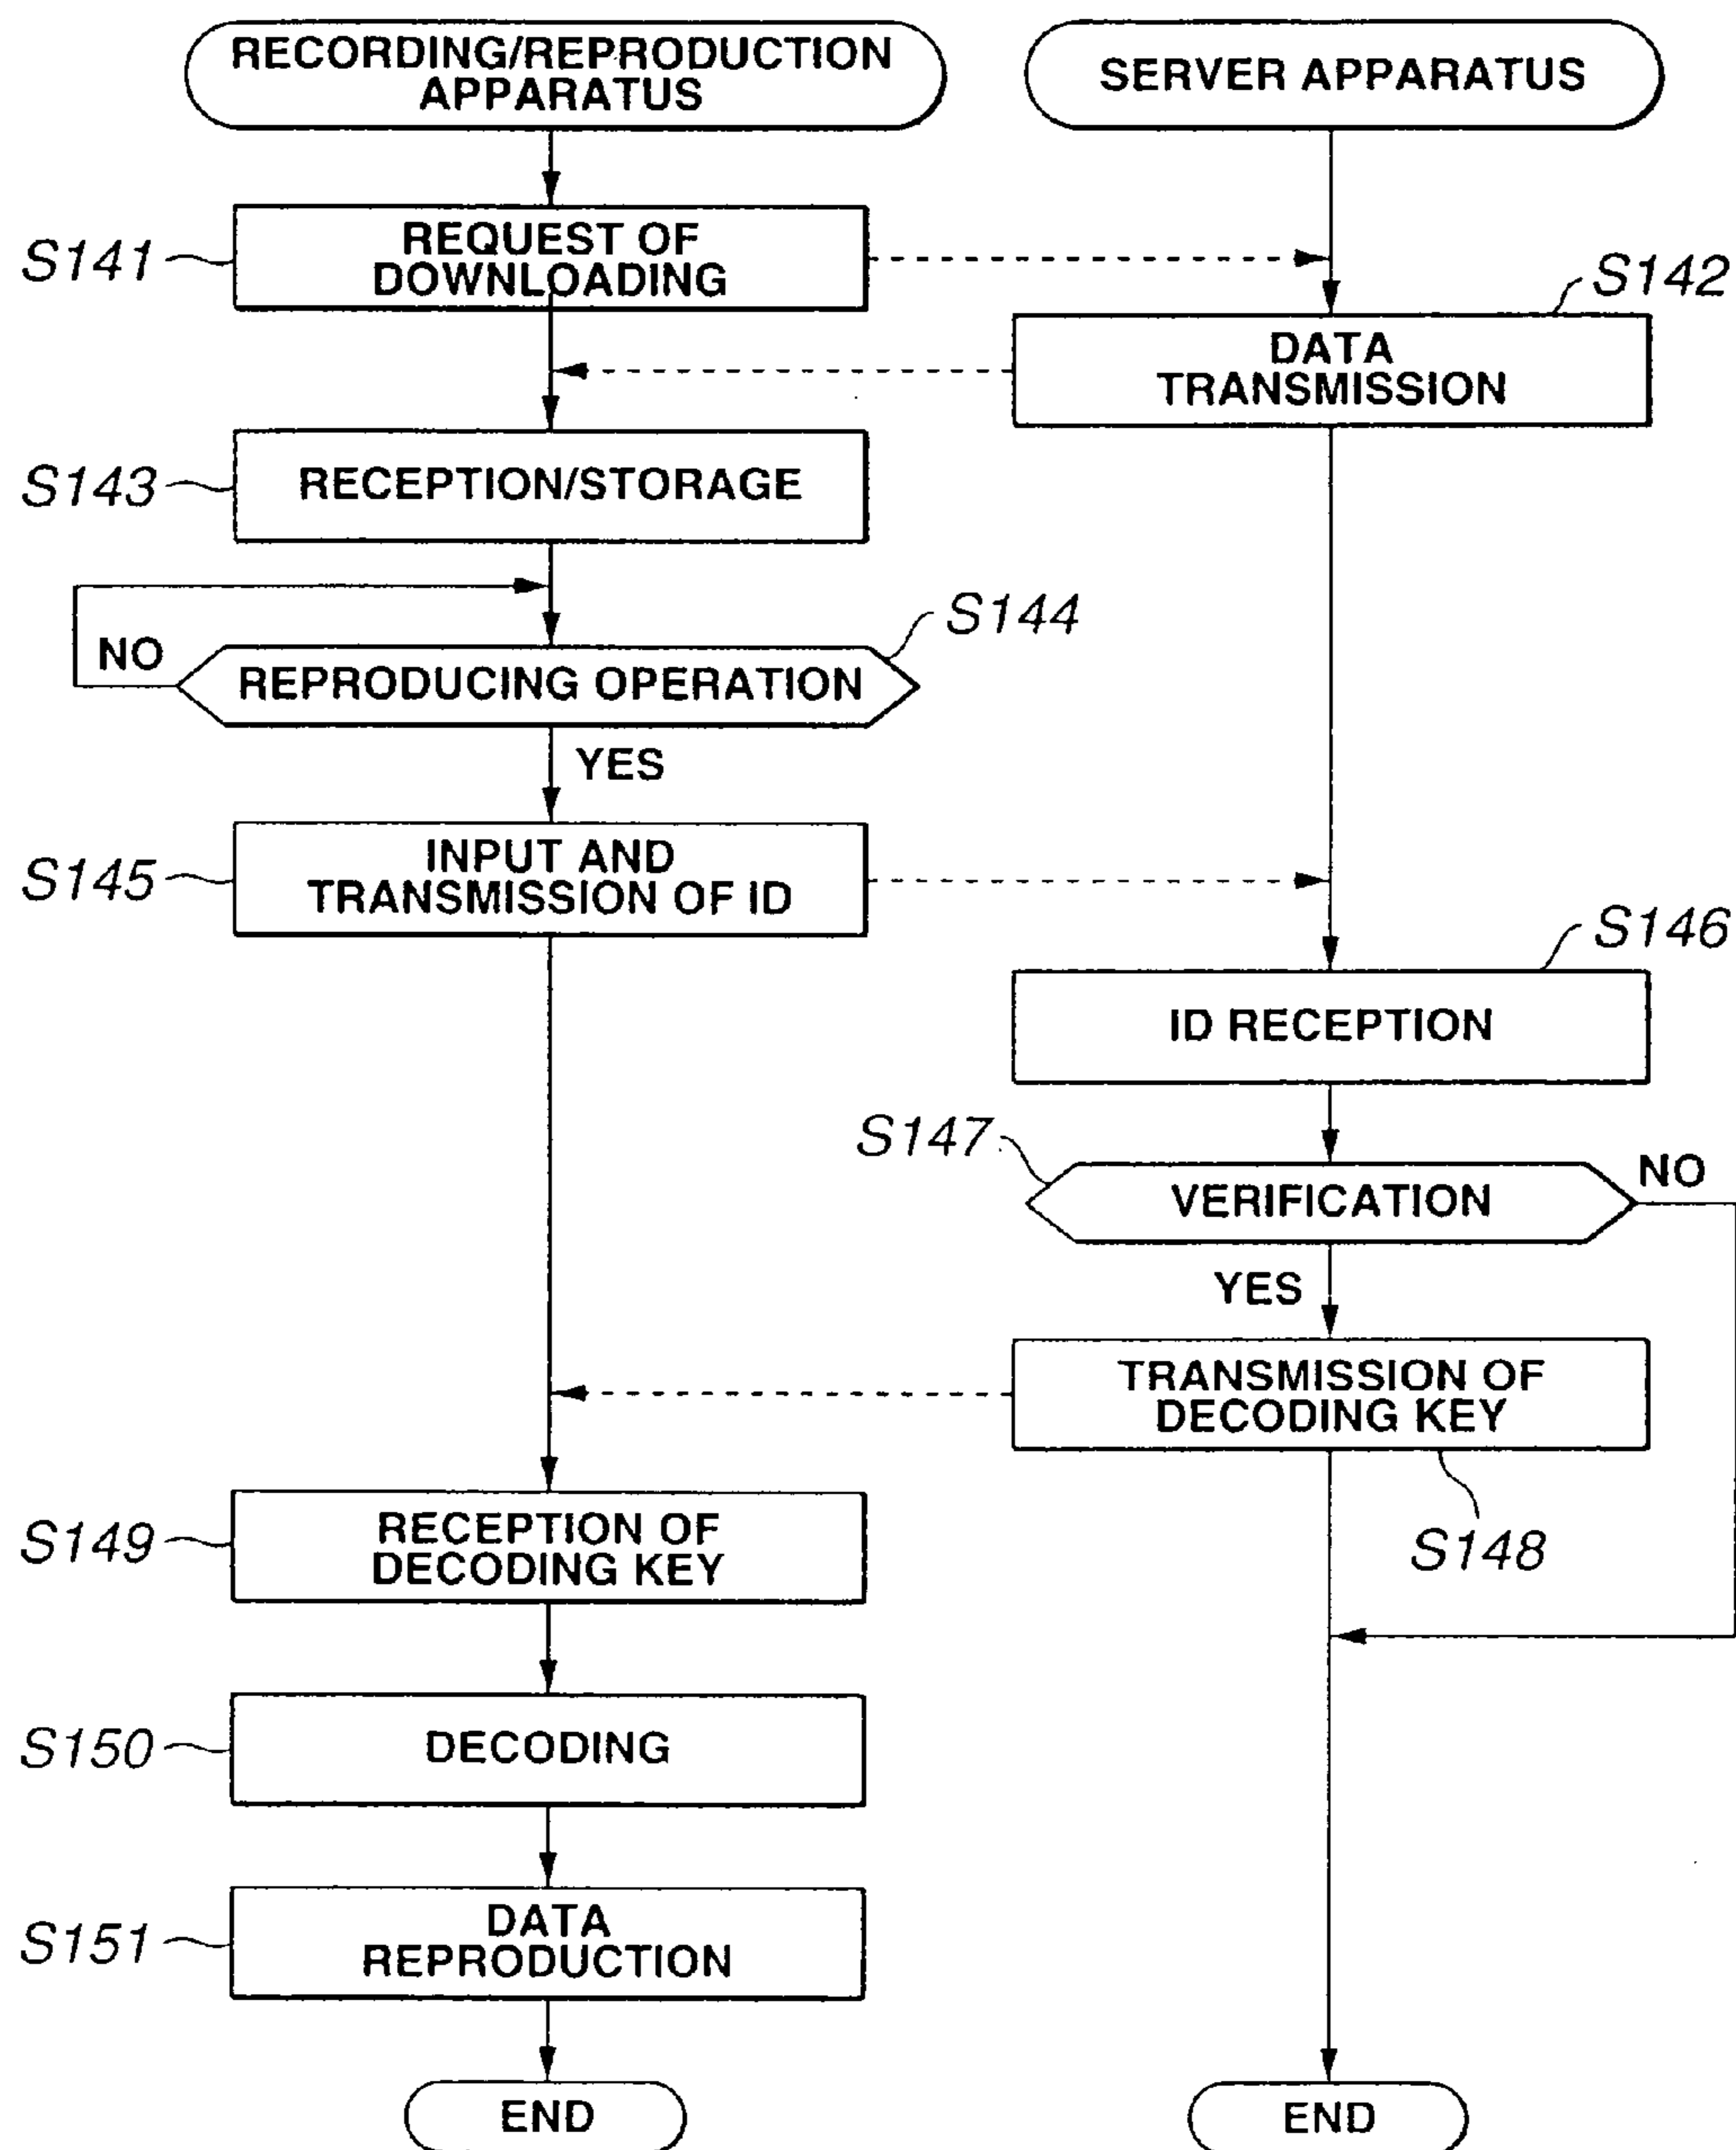 RECORDING/REPRODUCTION
APPARATUS
SERVER APPARATUS
S141
REQUEST OF
DOWNLOADING
S142
DATA
TRANSMISSION
S143
RECEPTION/STORAGE
S144
NO
REPRODUCING OPERATION
YES
S145
INPUT AND
TRANSMISSION OF ID
S146
ID RECEPTION
S147
VERIFICATION
NO
YES
TRANSMISSION OF
DECODING KEY
S148
S149
RECEPTION OF
DECODING KEY
S150
DECODING
S151
DATA
REPRODUCTION
END
END